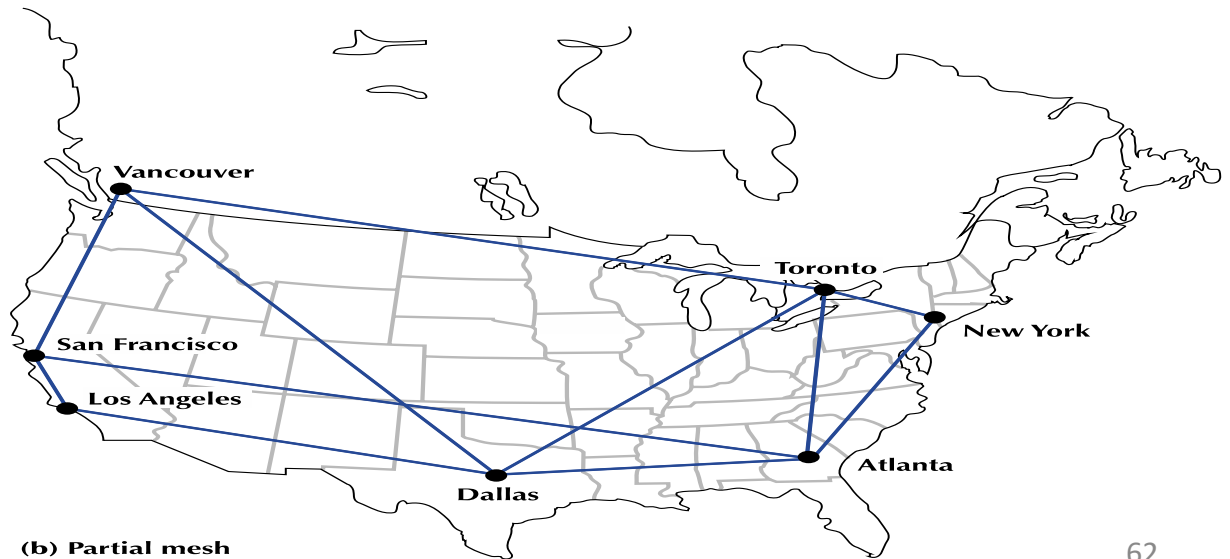 Vancouver
Toronto
New York
San Francisco
Los Angeles
Atlanta
Dallas
(b) Partial mesh
62